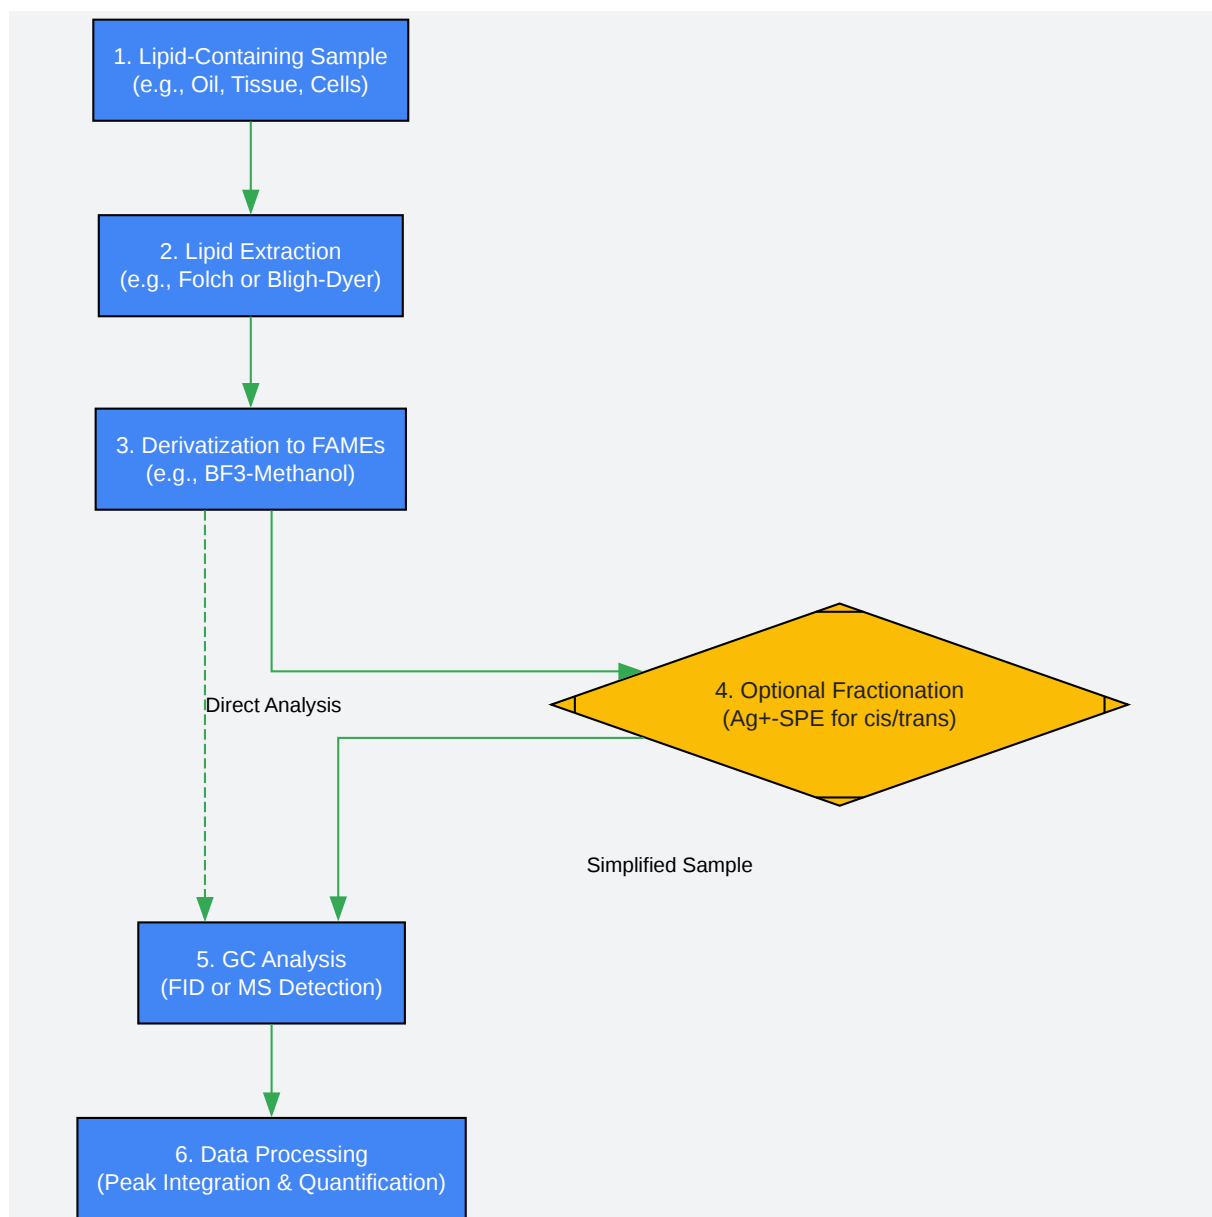 1. Lipid-Containing Sample
(e.g., Oil, Tissue, Cells)
2. Lipid Extraction
(e.g., Folch or Bligh-Dyer)
3. Derivatization to FAMEs
(e.g., BF3-Methanol)
4. Optional Fractionation
(Ag+-SPE for cis/trans)
Direct Analysis
Simplified Sample
5. GC Analysis
(FID or MS Detection)
6. Data Processing
(Peak Integration & Quantification)